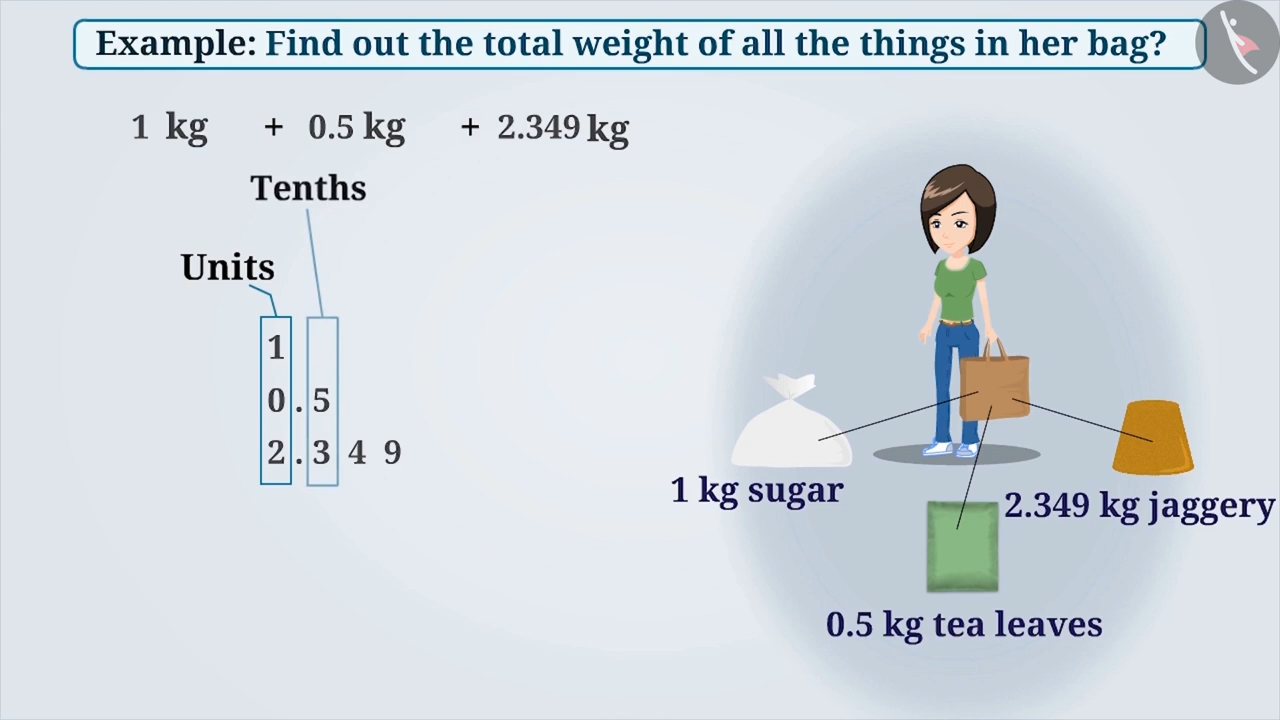 Example: Find out the total weight of all the things in her bag?
1 kg + 0.5 kg + 2.349 kg
Tenths
Units
1
0.5
2.349
1 kg sugar
2.349 kg jaggery
0.5 kg tea leaves